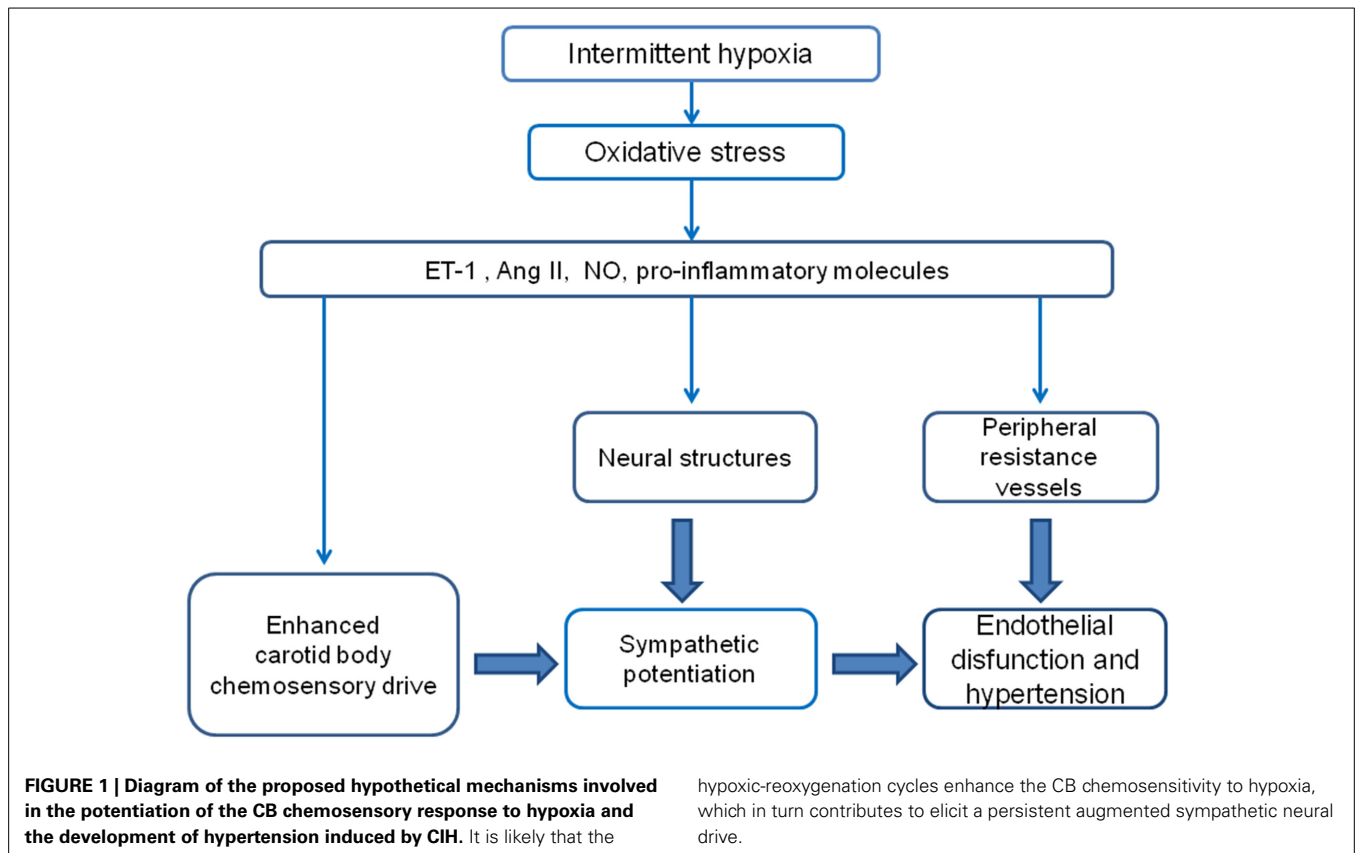 Intermittent hypoxia
Oxidative stress
ET-1 , Ang II, NO, pro-inflammatory molecules
Neural structures
Peripheral
resistance
vessels
Enhanced
carotid body
chemosensory drive
Sympathetic
potentiation
Endothelial
disfunction and
hypertension
FIGURE 1 | Diagram of the proposed hypothetical mechanisms involved
in the potentiation of the CB chemosensory response to hypoxia and
the development of hypertension induced by CIH. It is likely that the
hypoxic-reoxygenation cycles enhance the CB chemosensitivity to hypoxia,
which in turn contributes to elicit a persistent augmented sympathetic neural
drive.